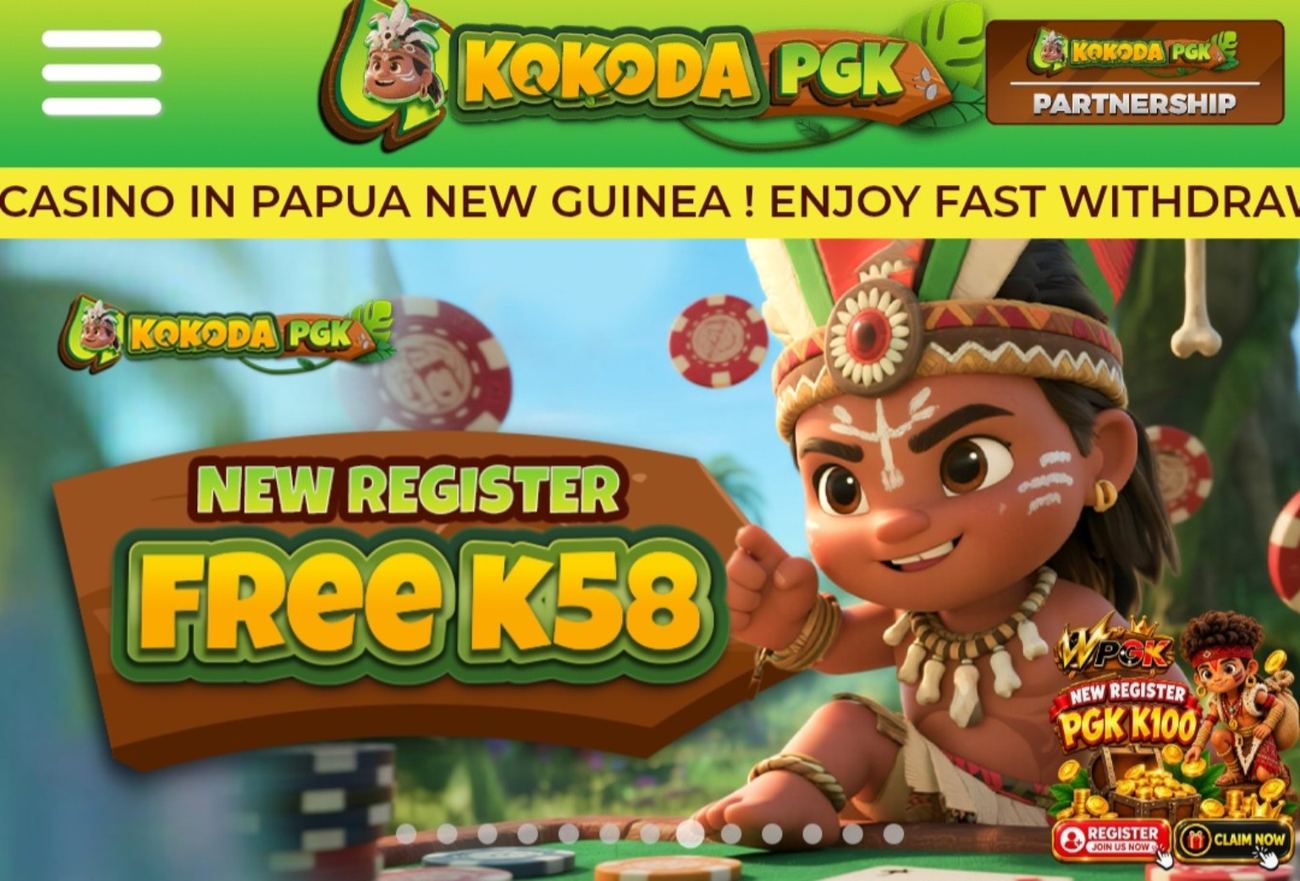 KOKODA PGK
KOKODA PGK
PARTNERSHIP
CASINO IN PAPUA NEW GUINEA ! ENJOY FAST WITHDRAW
KOKODA PGK
NEW REGISTER
FRee K58
WPGK
NEW REGISTER
PGK K100
REGISTER
JOIN US NOW
CLAIM NOW